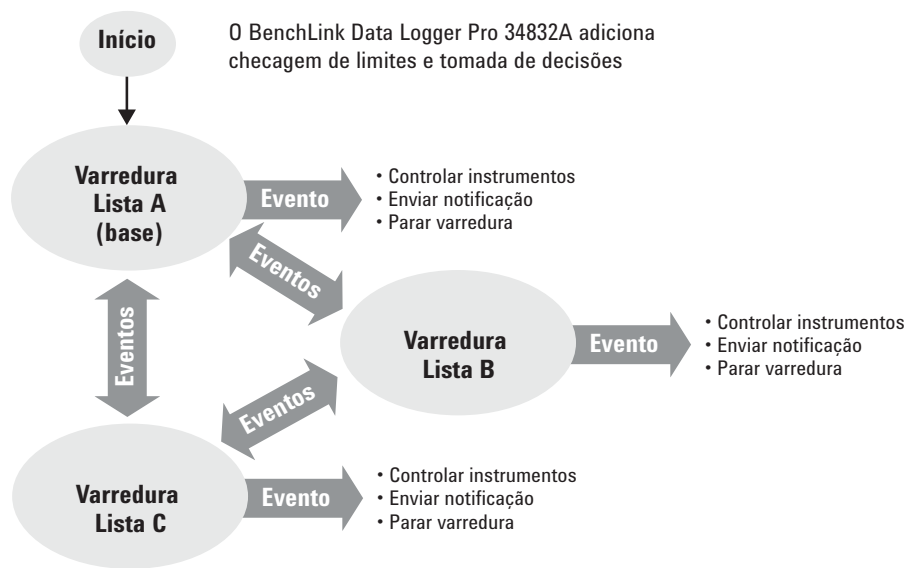 Início
O BenchLink Data Logger Pro 34832A adiciona
checagem de limites e tomada de decisões
Varredura
Lista A
(base)
Evento
• Controlar instrumentos
• Enviar notificação
• Parar varredura
Eventos
Eventos
Varredura
Lista B
Evento
• Controlar instrumentos
• Enviar notificação
• Parar varredura
Eventos
Varredura
Lista C
Evento
• Controlar instrumentos
• Enviar notificação
• Parar varredura